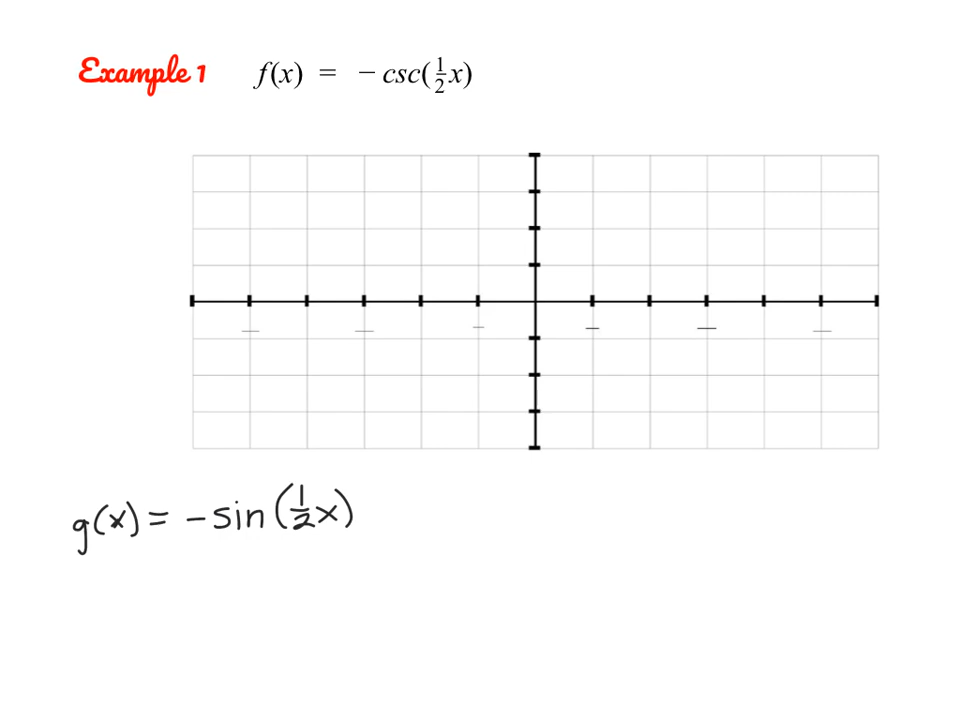 Example 1 f(x) = − csc(½x)
g(x) = − sin(½x)